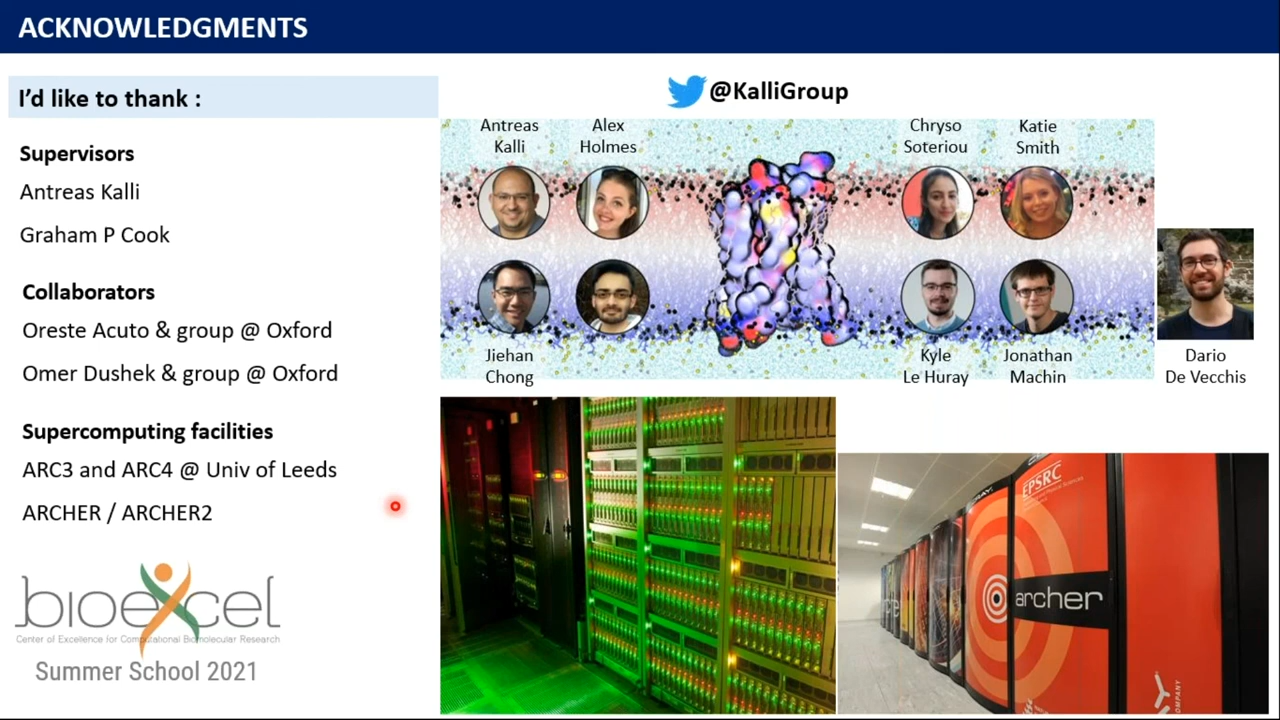 ACKNOWLEDGMENTS
I'd like to thank :
Supervisors
Antreas Kalli
Graham P Cook
Collaborators
Oreste Acuto & group @ Oxford
Omer Dushek & group @ Oxford
Supercomputing facilities
ARC3 and ARC4 @ Univ of Leeds
ARCHER / ARCHER2
bioexcel
Center of Excellence for Computational Biomolecular Research
Summer School 2021
@KalliGroup
Antreas
Kalli
Alex
Holmes
Chryso
Soteriou
Katie
Smith
Jiehan
Chong
Kyle
Le Huray
Jonathan
Machin
Dario
De Vecchis
EPSRC
archer